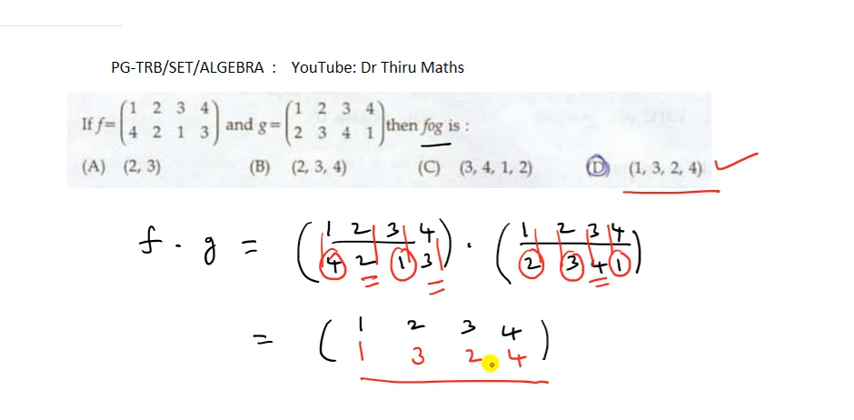 PG-TRB/SET/ALGEBRA : YouTube: Dr Thiru Maths
1 2 3 4 1 2 3 4
If f= and g= then fog is :
4 2 1 3 2 3 4 1
(A) (2, 3) (B) (2, 3, 4) (C) (3, 4, 1, 2) (D) (1, 3, 2, 4)
1 2 3 4 1 2 3 4
f . g = ( ) . ( )
4 2 1 3 2 3 4 1
1 2 3 4
= ( )
1 3 2 4